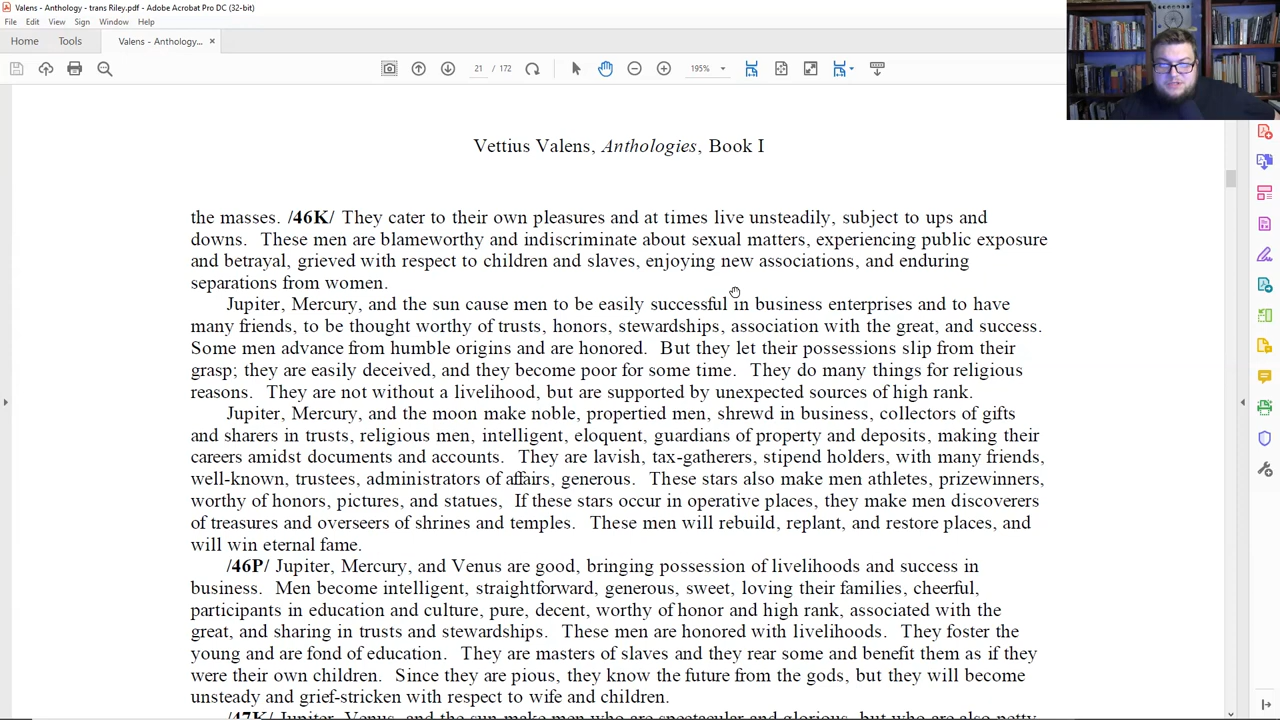 Valens - Anthology - trans Riley.pdf - Adobe Acrobat Pro DC (32-bit)
File Edit View Sign Window Help
Home Tools Valens - Anthology... ×
21 / 172 195%
Vettius Valens, Anthologies, Book I
the masses. /46K/ They cater to their own pleasures and at times live unsteadily, subject to ups and
downs. These men are blameworthy and indiscriminate about sexual matters, experiencing public exposure
and betrayal, grieved with respect to children and slaves, enjoying new associations, and enduring
separations from women.
Jupiter, Mercury, and the sun cause men to be easily successful in business enterprises and to have
many friends, to be thought worthy of trusts, honors, stewardships, association with the great, and success.
Some men advance from humble origins and are honored. But they let their possessions slip from their
grasp; they are easily deceived, and they become poor for some time. They do many things for religious
reasons. They are not without a livelihood, but are supported by unexpected sources of high rank.
Jupiter, Mercury, and the moon make noble, propertied men, shrewd in business, collectors of gifts
and sharers in trusts, religious men, intelligent, eloquent, guardians of property and deposits, making their
careers amidst documents and accounts. They are lavish, tax-gatherers, stipend holders, with many friends,
well-known, trustees, administrators of affairs, generous. These stars also make men athletes, prizewinners,
worthy of honors, pictures, and statues, If these stars occur in operative places, they make men discoverers
of treasures and overseers of shrines and temples. These men will rebuild, replant, and restore places, and
will win eternal fame.
/46P/ Jupiter, Mercury, and Venus are good, bringing possession of livelihoods and success in
business. Men become intelligent, straightforward, generous, sweet, loving their families, cheerful,
participants in education and culture, pure, decent, worthy of honor and high rank, associated with the
great, and sharing in trusts and stewardships. These men are honored with livelihoods. They foster the
young and are fond of education. They are masters of slaves and they rear some and benefit them as if they
were their own children. Since they are pious, they know the future from the gods, but they will become
unsteady and grief-stricken with respect to wife and children.
/47K/ Jupiter, Venus, and the sun make men who are spectacular and glorious, but who are also petty